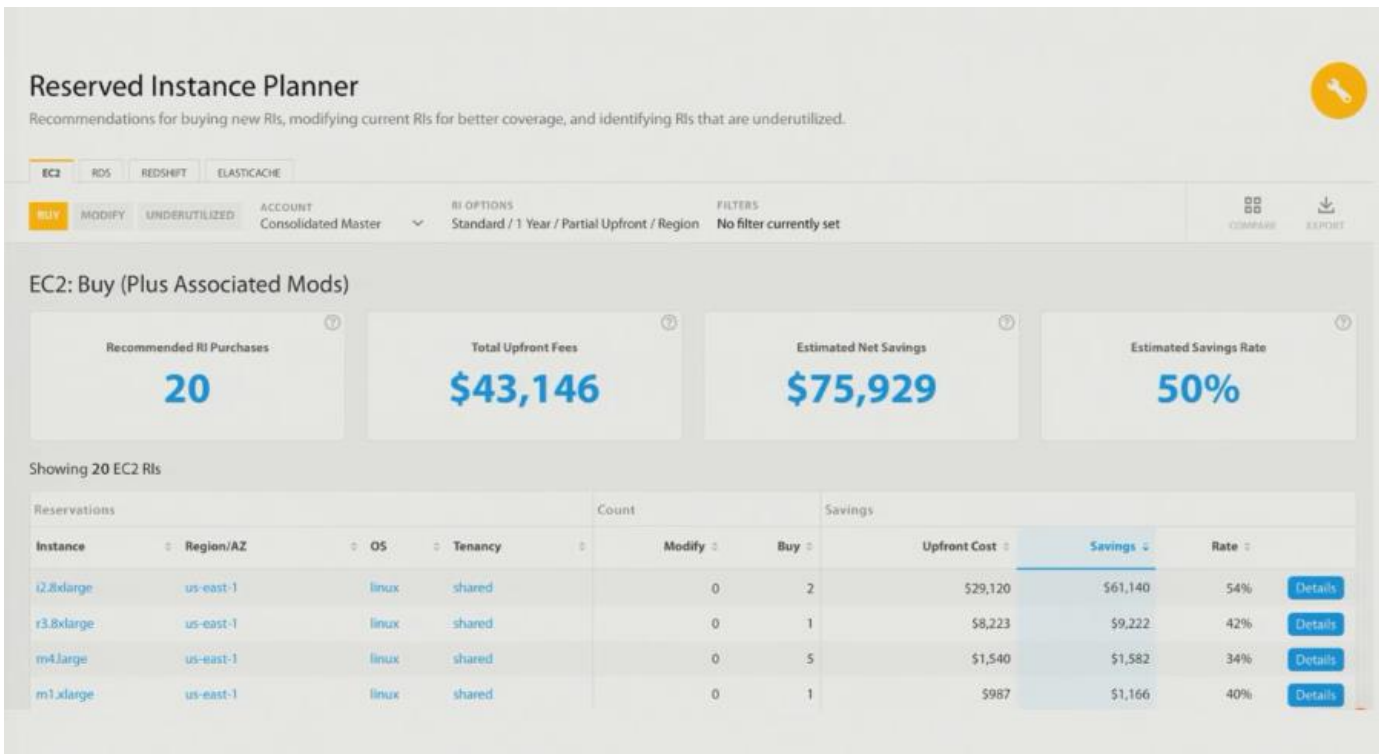 Reserved Instance Planner
Recommendations for buying new RIs, modifying current RIs for better coverage, and identifying RIs that are underutilized.
EC2 RDS REDSHIFT ELASTICACHE
BUY MODIFY UNDERUTILIZED
ACCOUNT
Consolidated Master
RI OPTIONS
Standard / 1 Year / Partial Upfront / Region
FILTERS
No filter currently set
COMPARE
EXPORT
EC2: Buy (Plus Associated Mods)
Recommended RI Purchases
20
Total Upfront Fees
$43,146
Estimated Net Savings
$75,929
Estimated Savings Rate
50%
Showing 20 EC2 RIs
Reservations Count Savings
Instance Region/AZ OS Tenancy Modify Buy Upfront Cost Savings Rate
i2.8xlarge us-east-1 linux shared 0 2 $29,120 $61,140 54% Details
r3.8xlarge us-east-1 linux shared 0 1 $8,223 $9,222 42% Details
m4.large us-east-1 linux shared 0 5 $1,540 $1,582 34% Details
m1.xlarge us-east-1 linux shared 0 1 $987 $1,166 40% Details